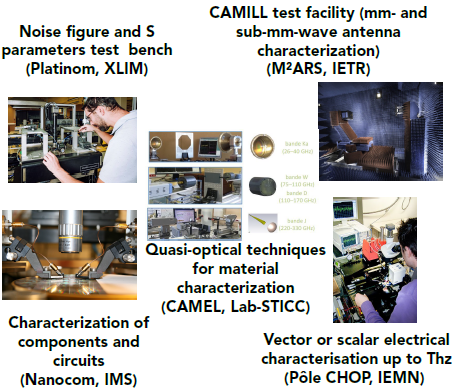 Noise figure and S
parameters test bench
(Platinom, XLIM)
CAMILL test facility (mm- and
sub-mm-wave antenna
characterization)
(M²ARS, IETR)
bande Ka
(26–40 GHz)
bande W
(75–110 GHz)
bande D
(110–170 GHz)
bande J
(220-330 GHz)
Quasi-optical techniques
for material
characterization
(CAMEL, Lab-STICC)
Characterization of
components and
circuits
(Nanocom, IMS)
Vector or scalar electrical
characterisation up to Thz
(Pôle CHOP, IEMN)